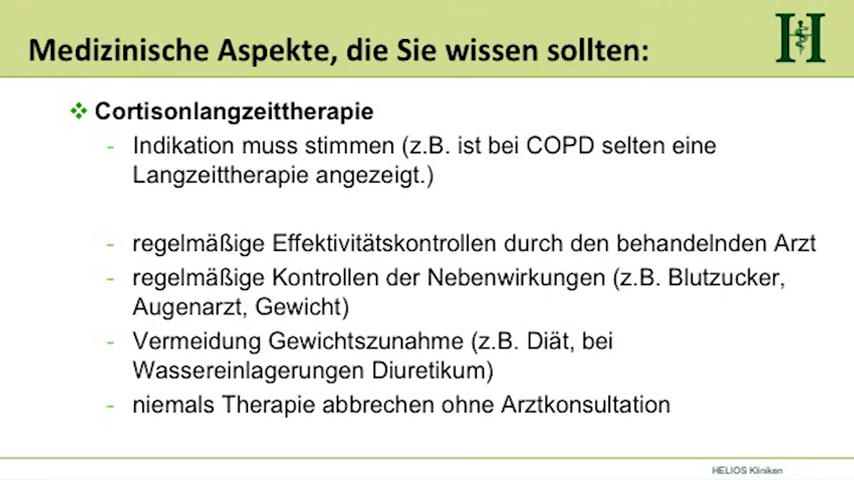 Medizinische Aspekte, die Sie wissen sollten:
H
❖ Cortisonlangzeittherapie
- Indikation muss stimmen (z.B. ist bei COPD selten eine
Langzeittherapie angezeigt.)
- regelmäßige Effektivitätskontrollen durch den behandelnden Arzt
- regelmäßige Kontrollen der Nebenwirkungen (z.B. Blutzucker,
Augenarzt, Gewicht)
- Vermeidung Gewichtszunahme (z.B. Diät, bei
Wassereinlagerungen Diuretikum)
- niemals Therapie abbrechen ohne Arztkonsultation
HELIOS Kliniken